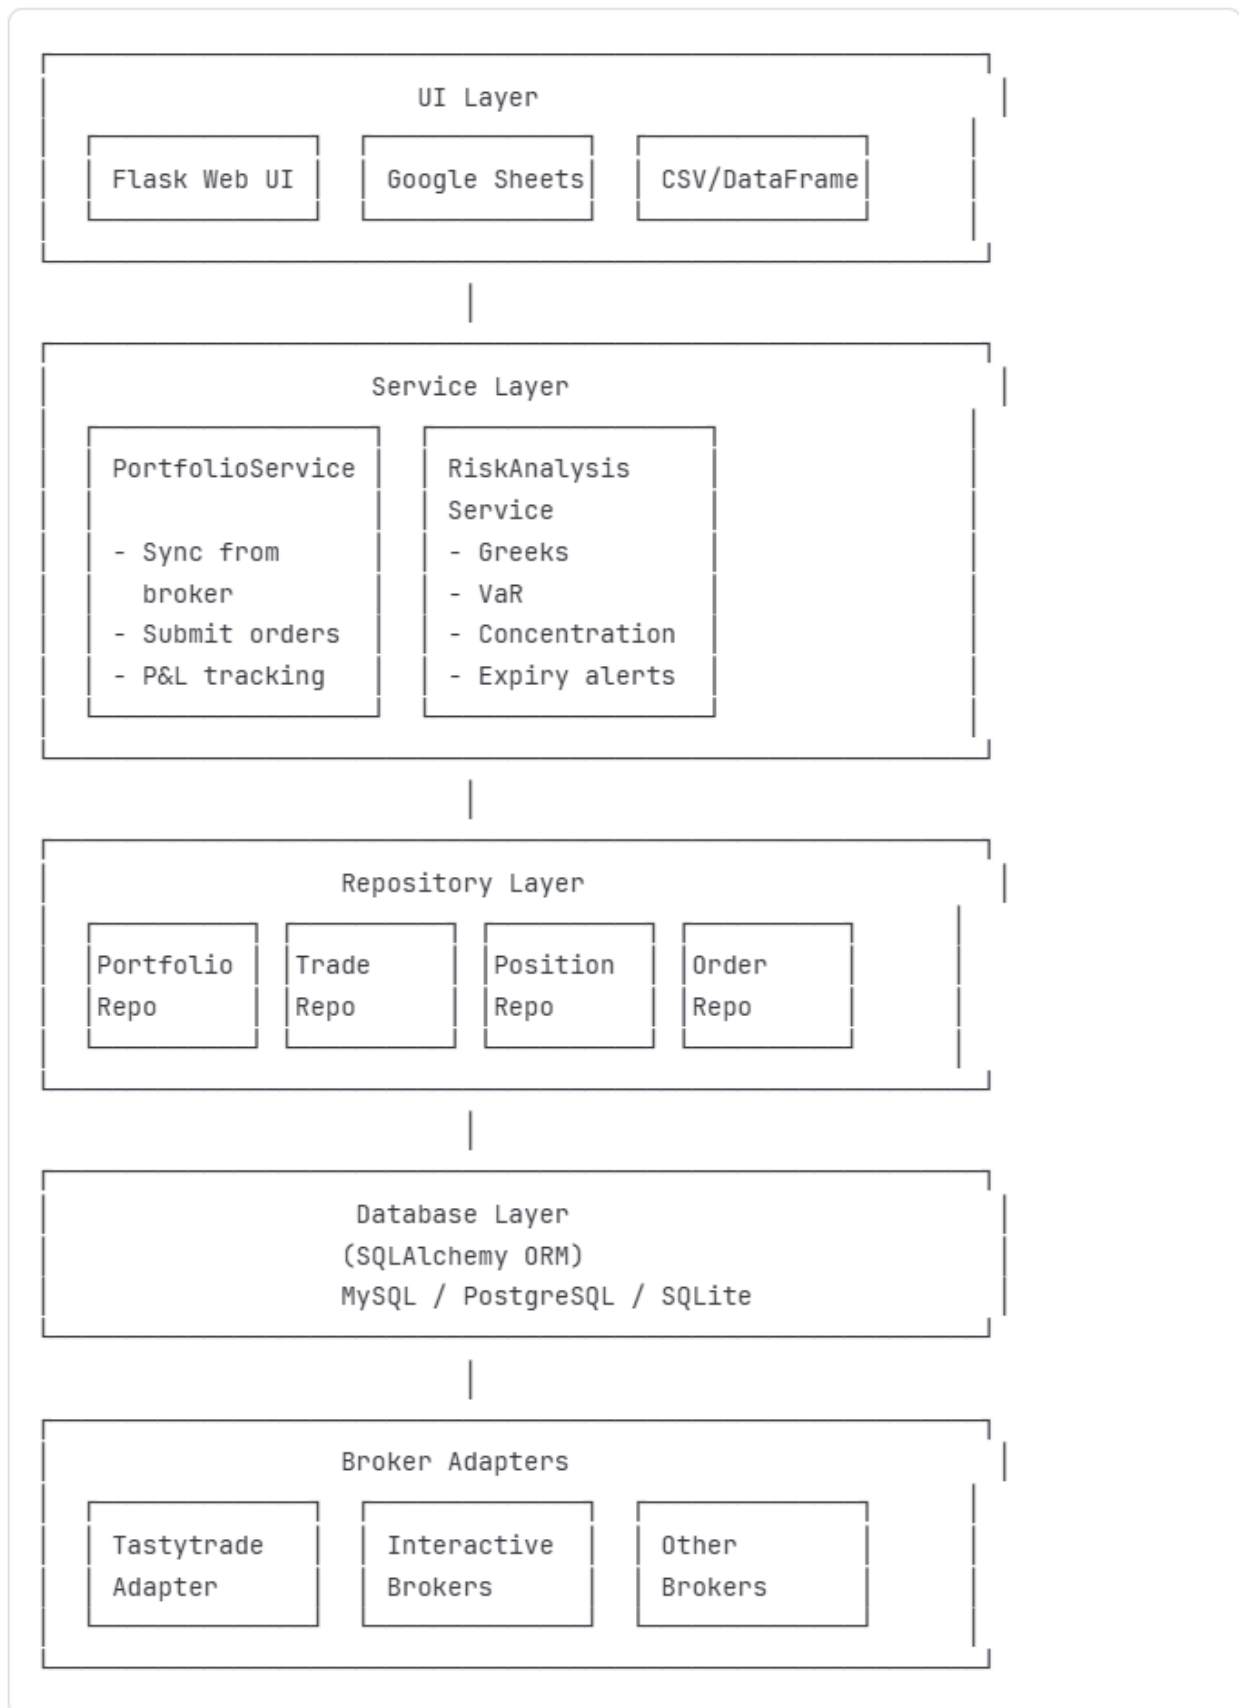 UI Layer
Flask Web UI Google Sheets CSV/DataFrame
Service Layer
PortfolioService RiskAnalysis
Service
- Sync from - Greeks
broker - VaR
- Submit orders - Concentration
- P&L tracking - Expiry alerts
Repository Layer
Portfolio Trade Position Order
Repo Repo Repo Repo
Database Layer
(SQLAlchemy ORM)
MySQL / PostgreSQL / SQLite
Broker Adapters
Tastytrade Interactive Other
Adapter Brokers Brokers